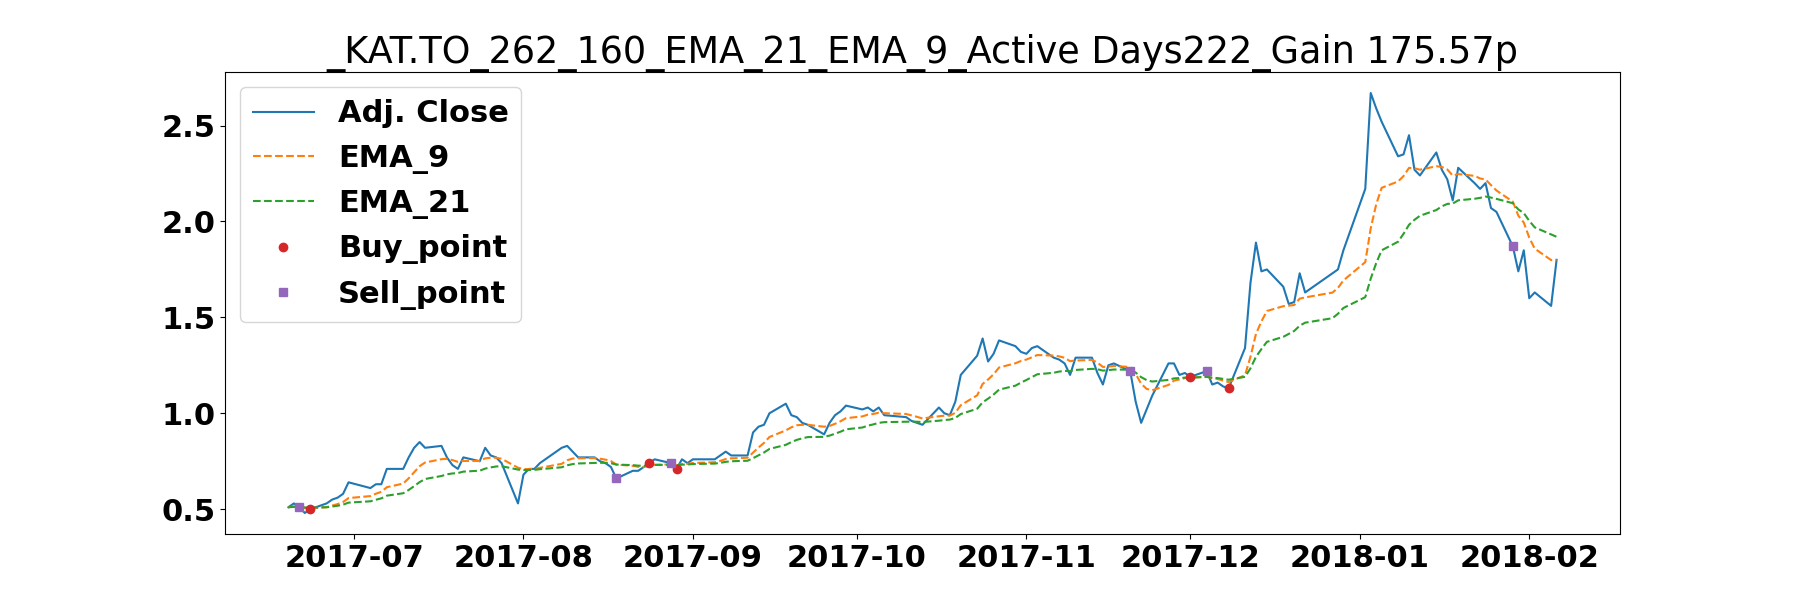 _KAT.TO_262_160_EMA_21_EMA_9_Active Days222_Gain 175.57p
Adj. Close
EMA_9
EMA_21
Buy_point
Sell_point
2.5
2.0
1.5
1.0
0.5
2017-07 2017-08 2017-09 2017-10 2017-11 2017-12 2018-01 2018-02